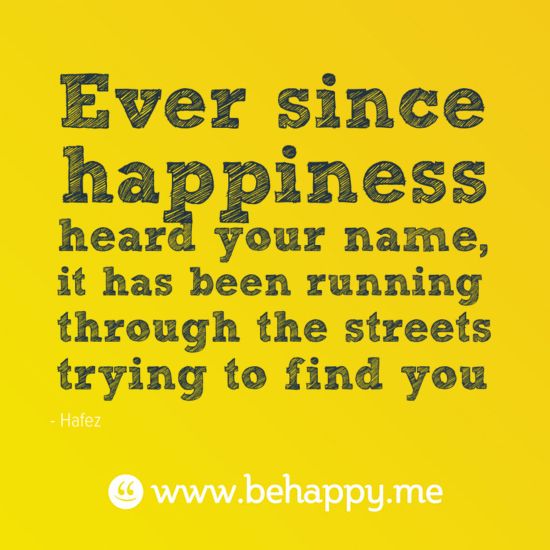 Ever since
happiness
heard your name,
it has been running
through the streets
trying to find you
- Hafez
www.behappy.me